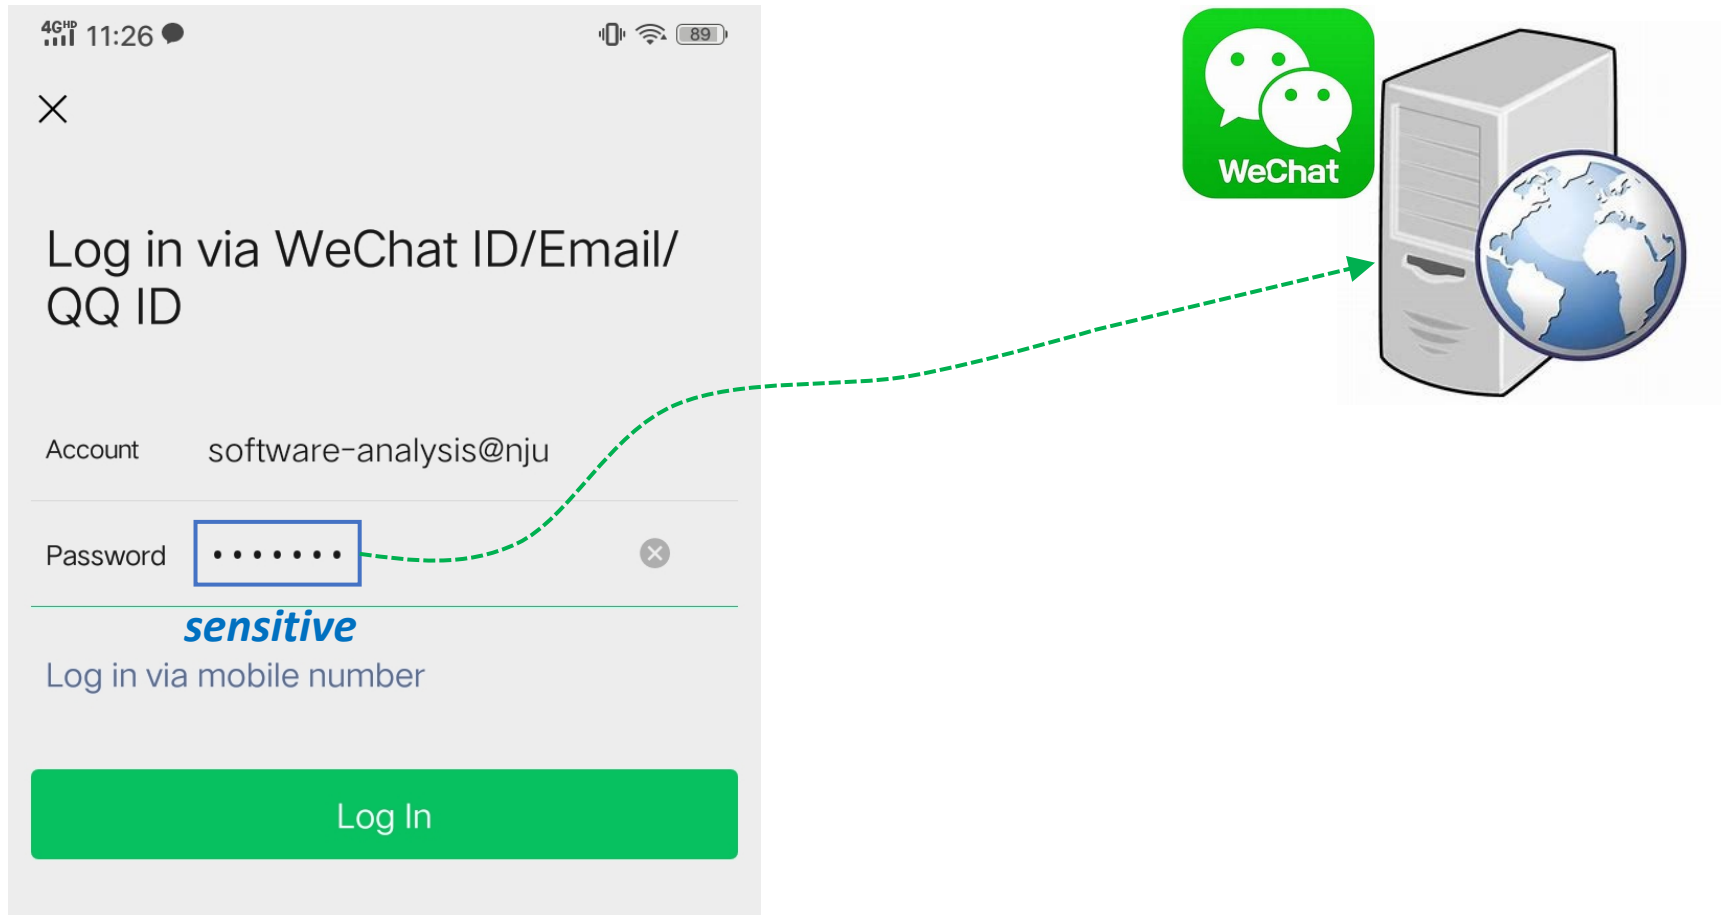 4GHD 11:26 89
WeChat
Log in via WeChat ID/Email/
QQ ID
Account software-analysis@nju
Password •••••••
sensitive
Log in via mobile number
Log In